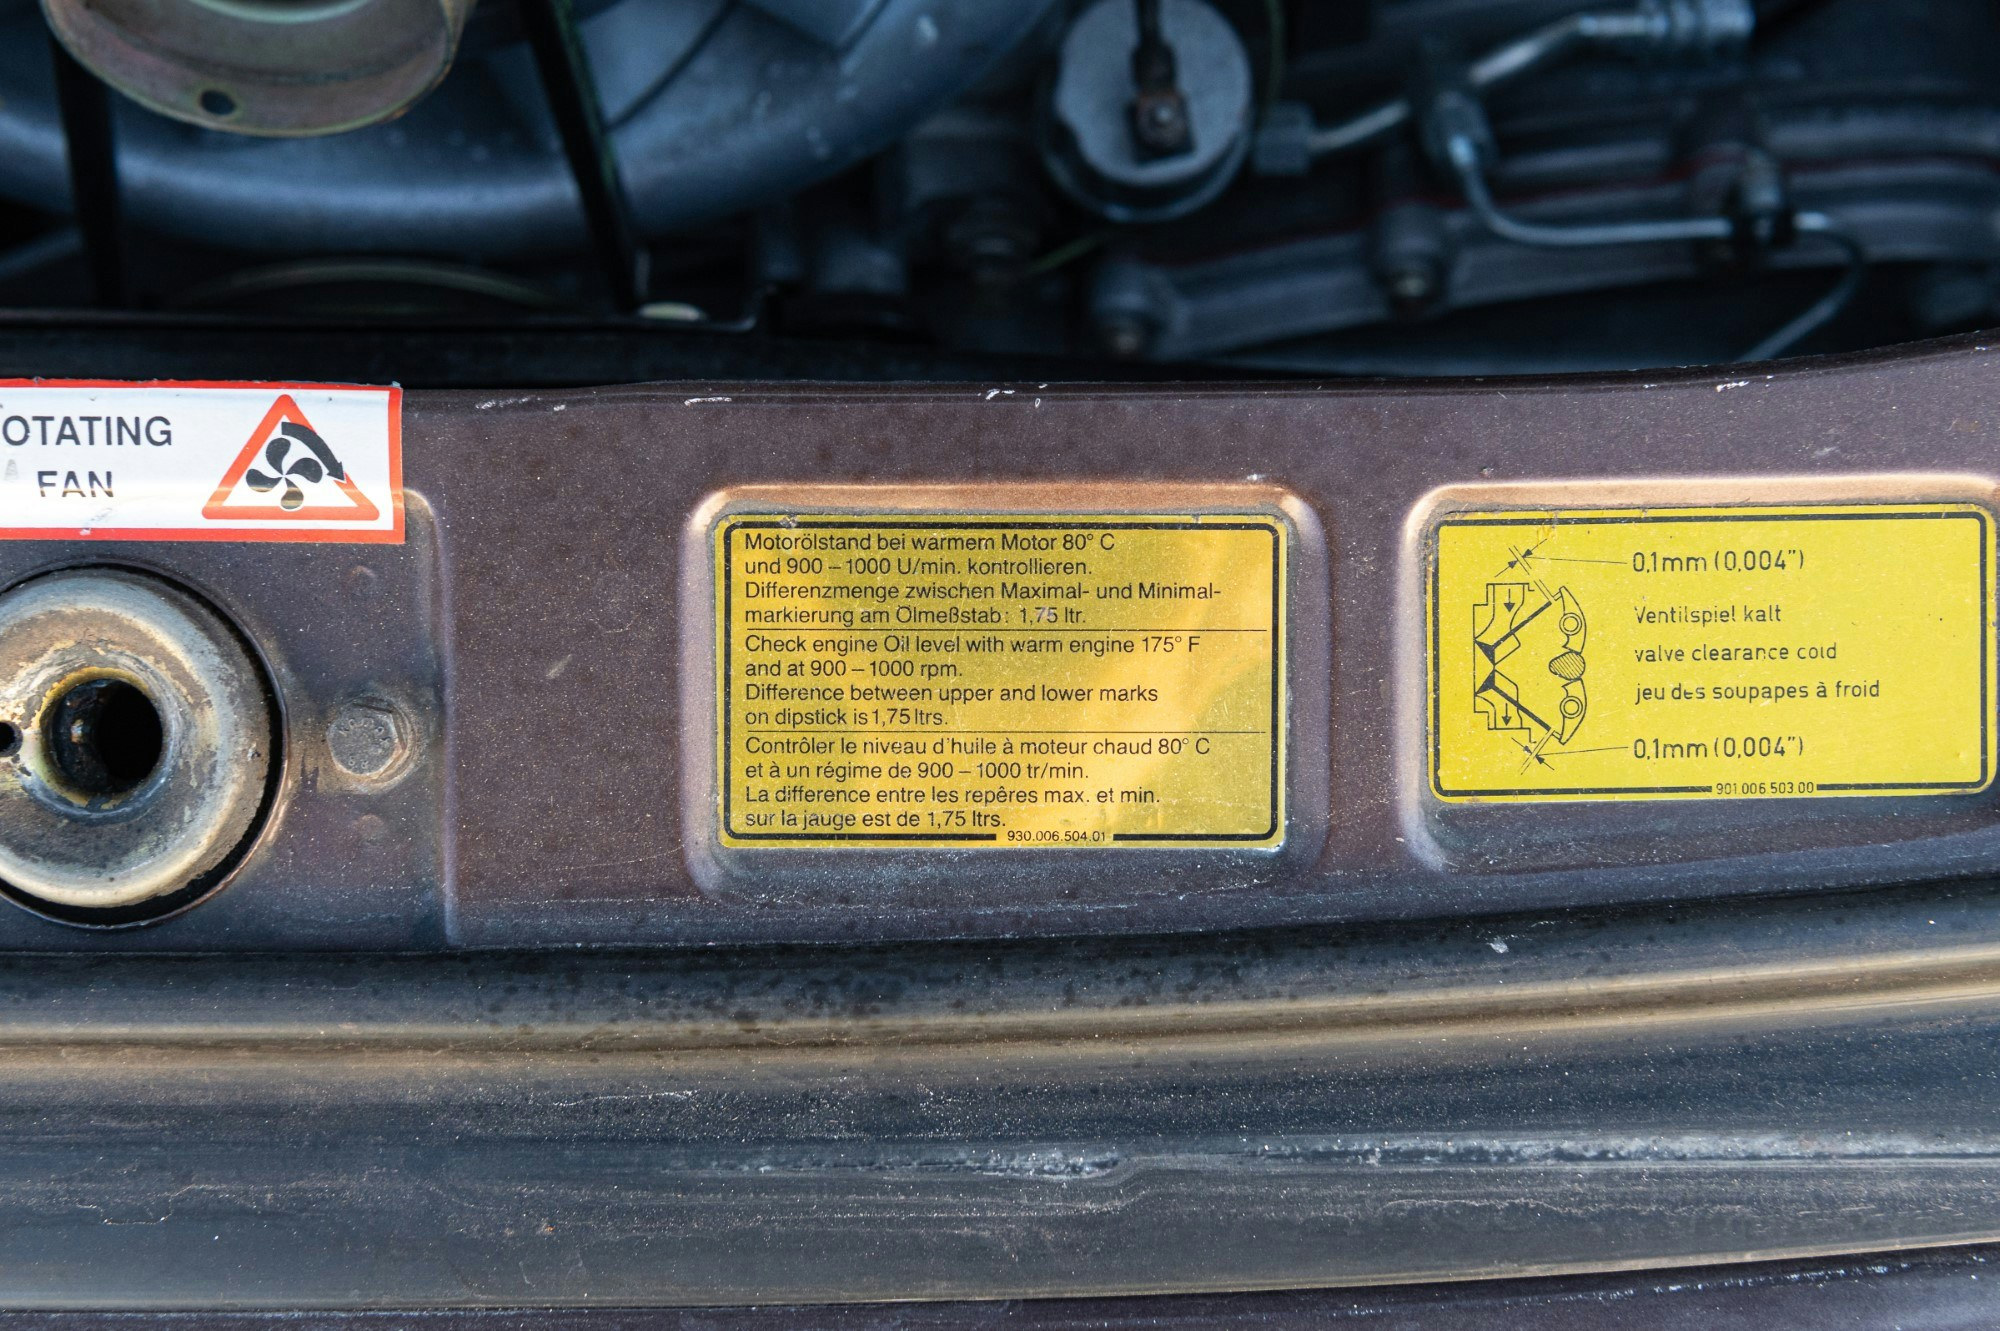 OTATING
FAN
Motorölstand bei warmem Motor 80° C
und 900 – 1000 U/min. kontrollieren.
Differenzmenge zwischen Maximal- und Minimal-
markierung am Ölmeßstab: 1,75 ltr.
Check engine Oil level with warm engine 175° F
and at 900 – 1000 rpm.
Difference between upper and lower marks
on dipstick is 1,75 ltrs.
Contrôler le niveau d'huile à moteur chaud 80° C
et à un régime de 900 – 1000 tr/min.
La difference entre les repêres max. et min.
sur la jauge est de 1,75 ltrs.
930.006.504.01
0,1mm (0,004")
Ventilspiel kalt
valve clearance cold
jeu des soupapes à froid
0,1mm (0,004")
901.006.503.00